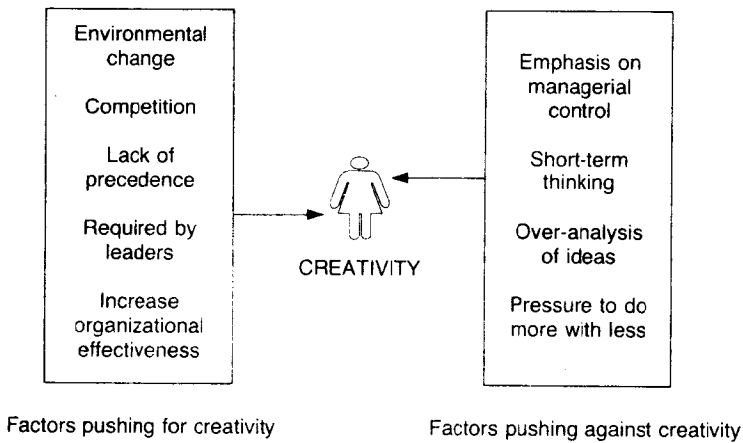 Environmental
change
Competition
Lack of
precedence
Required by
leaders
Increase
organizational
effectiveness
CREATIVITY
Emphasis on
managerial
control
Short-term
thinking
Over-analysis
of ideas
Pressure to do
more with less
Factors pushing for creativity
Factors pushing against creativity